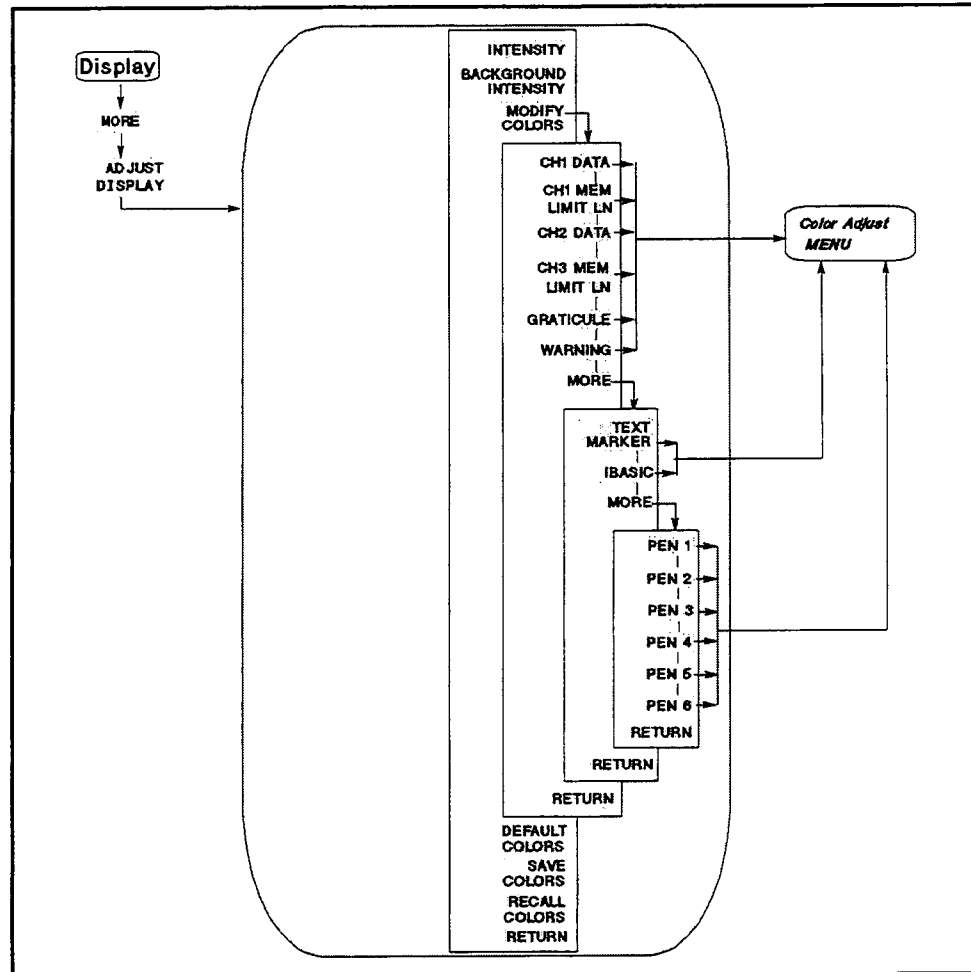 Display
MORE
ADJUST
DISPLAY
INTENSITY
BACKGROUND
INTENSITY
MODIFY
COLORS
CH1 DATA
CH1 MEM
LIMIT LN
CH2 DATA
CH3 MEM
LIMIT LN
GRATICULE
WARNING
MORE
TEXT
MARKER
IBASIC
MORE
PEN 1
PEN 2
PEN 3
PEN 4
PEN 5
PEN 6
RETURN
RETURN
RETURN
DEFAULT
COLORS
SAVE
COLORS
RECALL
COLORS
RETURN
Color Adjust
MENU